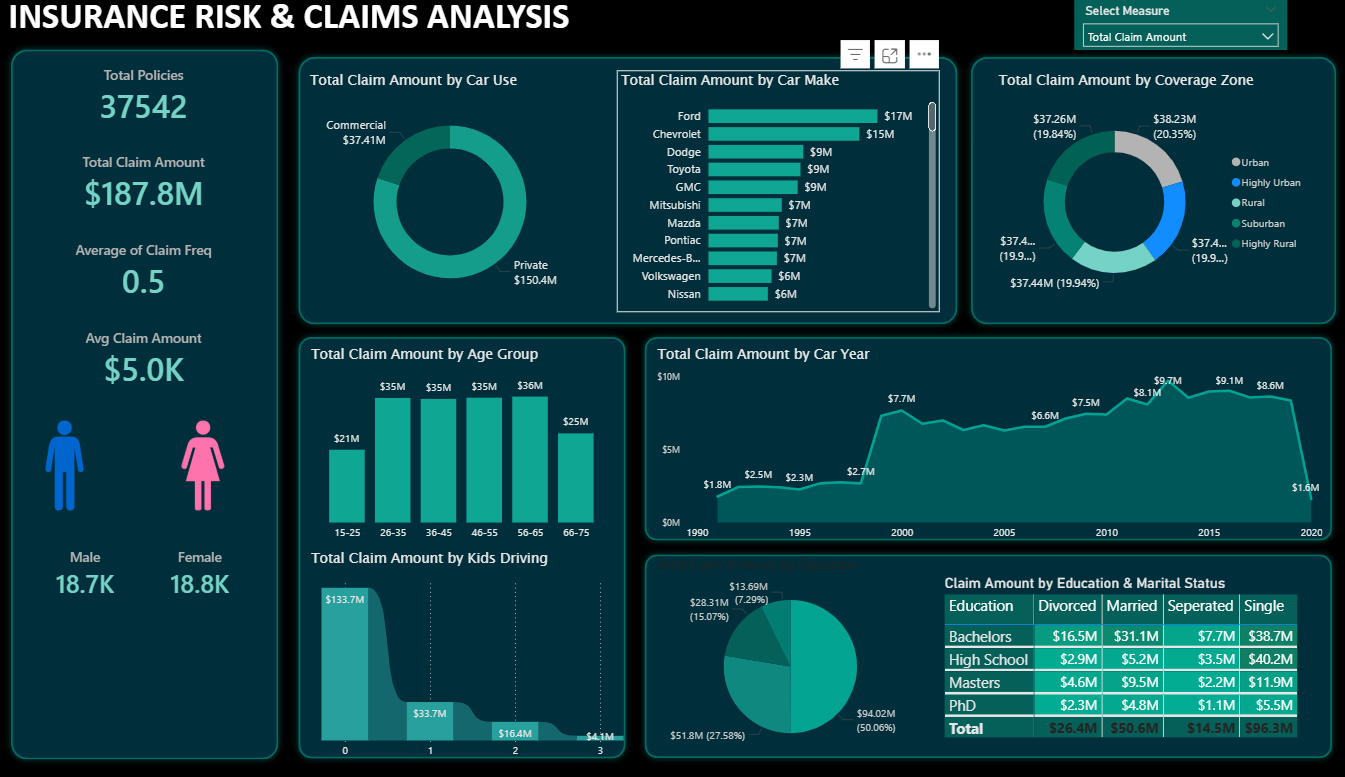 INSURANCE RISK & CLAIMS ANALYSIS
Select Measure
Total Claim Amount
Total Policies
37542
Total Claim Amount
$187.8M
Average of Claim Freq
0.5
Avg Claim Amount
$5.0K
Male
18.7K
Female
18.8K
Total Claim Amount by Car Use
Commercial
$37.41M
Private
$150.4M
Total Claim Amount by Car Make
Ford $17M
Chevrolet $15M
Dodge $9M
Toyota $9M
GMC $9M
Mitsubishi $7M
Mazda $7M
Pontiac $7M
Mercedes-B... $7M
Volkswagen $6M
Nissan $6M
Total Claim Amount by Coverage Zone
$37.26M
(19.84%)
$38.23M
(20.35%)
$37.4...
(19.9...)
$37.4...
(19.9...)
$37.44M (19.94%)
Urban
Highly Urban
Rural
Suburban
Highly Rural
Total Claim Amount by Age Group
$21M $35M $35M $35M $36M $25M
15-25 26-35 36-45 46-55 56-65 66-75
Total Claim Amount by Kids Driving
$133.7M
$33.7M
$16.4M
$4.1M
0 1 2 3
Total Claim Amount by Car Year
$10M
$5M
$0M
$1.8M $2.5M $2.3M $2.7M $7.7M $6.6M $7.5M $8.1M $9.7M $9.1M $8.6M $1.6M
1990 1995 2000 2005 2010 2015 2020
$13.69M
(7.29%)
$28.31M
(15.07%)
$51.8M (27.58%)
$94.02M
(50.06%)
Claim Amount by Education & Marital Status
Education Divorced Married Seperated Single
Bachelors $16.5M $31.1M $7.7M $38.7M
High School $2.9M $5.2M $3.5M $40.2M
Masters $4.6M $9.5M $2.2M $11.9M
PhD $2.3M $4.8M $1.1M $5.5M
Total $26.4M $50.6M $14.5M $96.3M